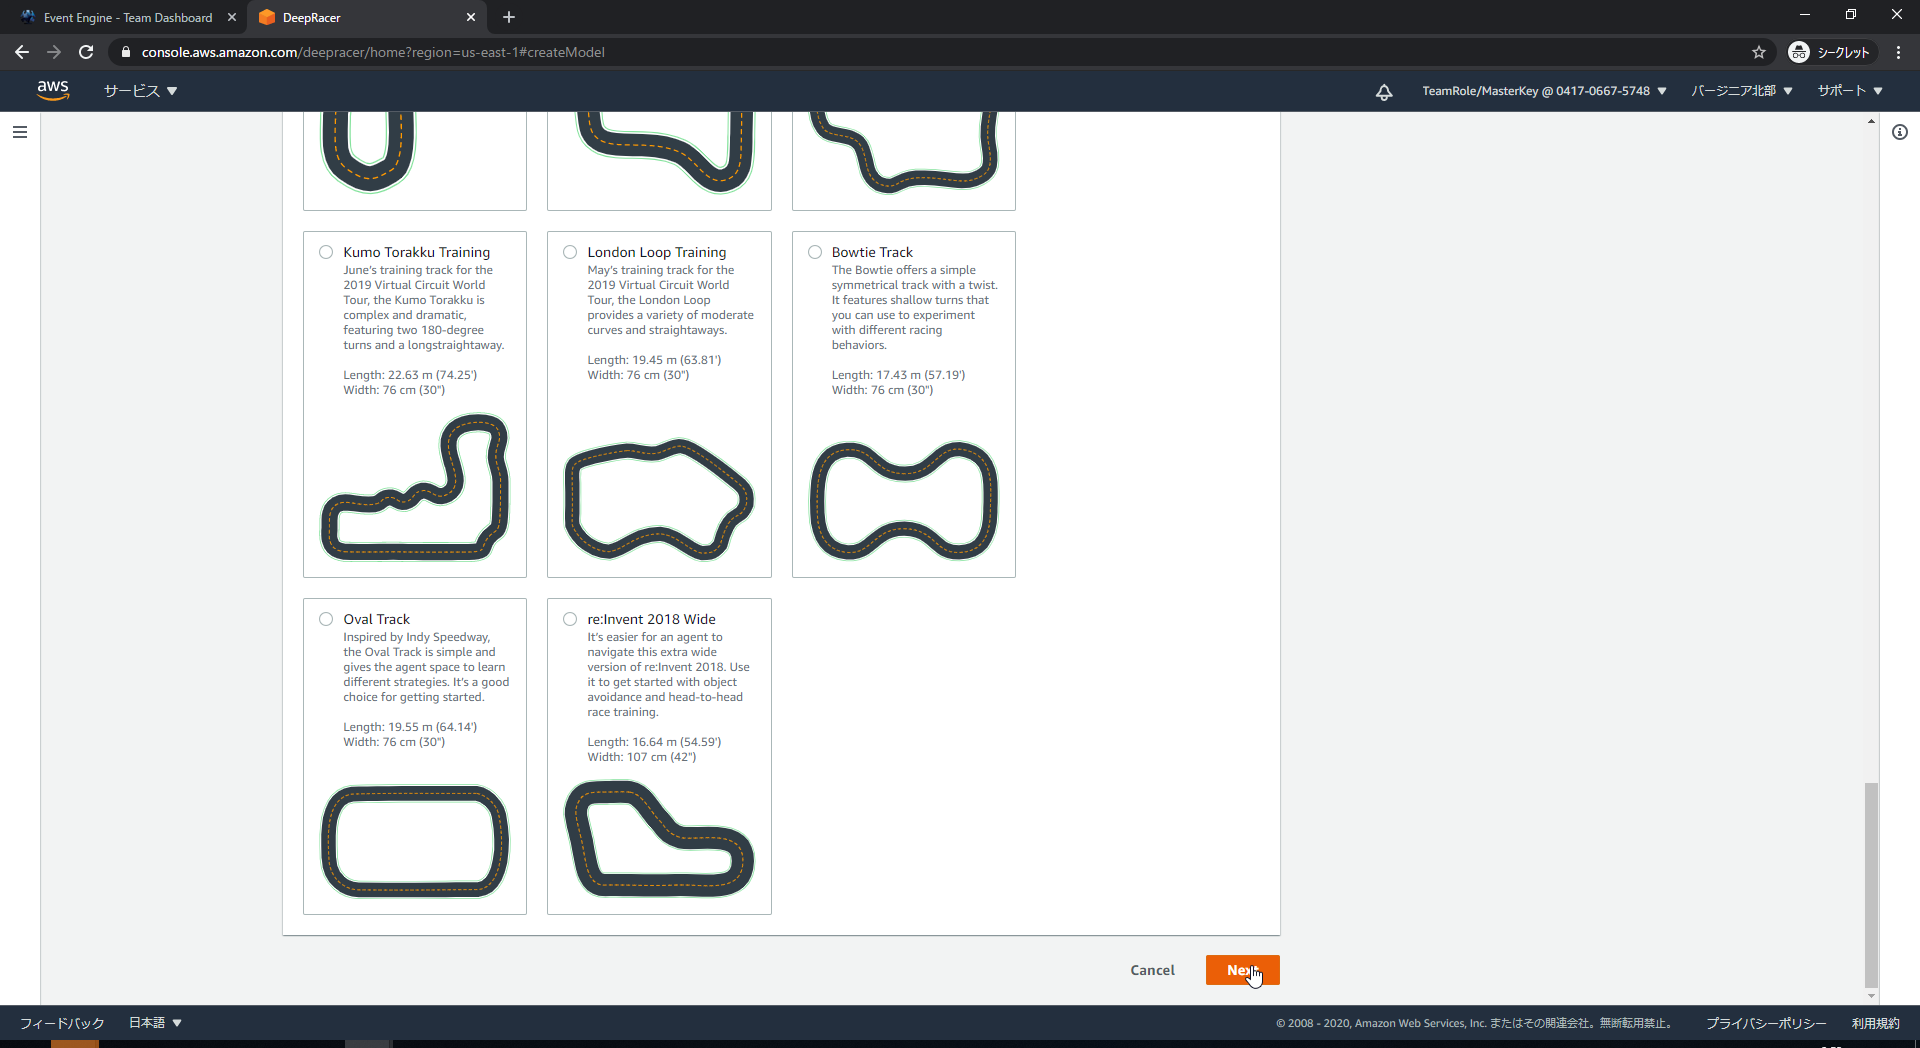 Event Engine - Team Dashboard
DeepRacer
console.aws.amazon.com/deepracer/home?region=us-east-1#createModel
シークレット
aws
サービス
TeamRole/MasterKey @ 0417-0667-5748
バージニア北部
サポート
Kumo Torakku Training
June's training track for the
2019 Virtual Circuit World
Tour, the Kumo Torakku is
complex and dramatic,
featuring two 180-degree
turns and a longstraightaway.
Length: 22.63 m (74.25')
Width: 76 cm (30")
London Loop Training
May's training track for the
2019 Virtual Circuit World
Tour, the London Loop
provides a variety of moderate
curves and straightaways.
Length: 19.45 m (63.81')
Width: 76 cm (30")
Bowtie Track
The Bowtie offers a simple
symmetrical track with a twist.
It features shallow turns that
you can use to experiment
with different racing
behaviors.
Length: 17.43 m (57.19')
Width: 76 cm (30")
Oval Track
Inspired by Indy Speedway,
the Oval Track is simple and
gives the agent space to learn
different strategies. It's a good
choice for getting started.
Length: 19.55 m (64.14')
Width: 76 cm (30")
re:Invent 2018 Wide
It's easier for an agent to
navigate this extra wide
version of re:Invent 2018. Use
it to get started with object
avoidance and head-to-head
race training.
Length: 16.64 m (54.59')
Width: 107 cm (42")
Cancel
Next
フィードバック
日本語
© 2008 - 2020, Amazon Web Services, Inc. またはその関連会社。無断転用禁止。
プライバシーポリシー
利用規約